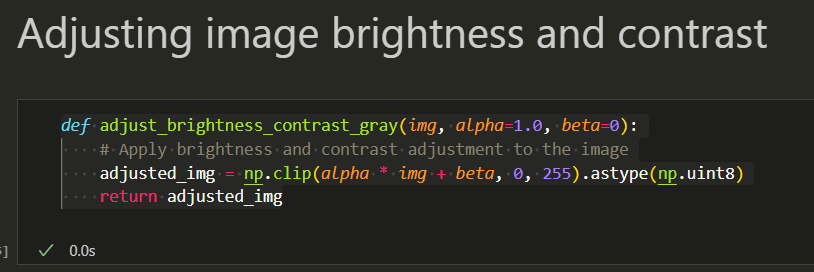 Adjusting image brightness and contrast
def adjust_brightness_contrast_gray(img, alpha=1.0, beta=0):
    # Apply brightness and contrast adjustment to the image
    adjusted_img = np.clip(alpha * img + beta, 0, 255).astype(np.uint8)
    return adjusted_img
]
✓ 0.0s